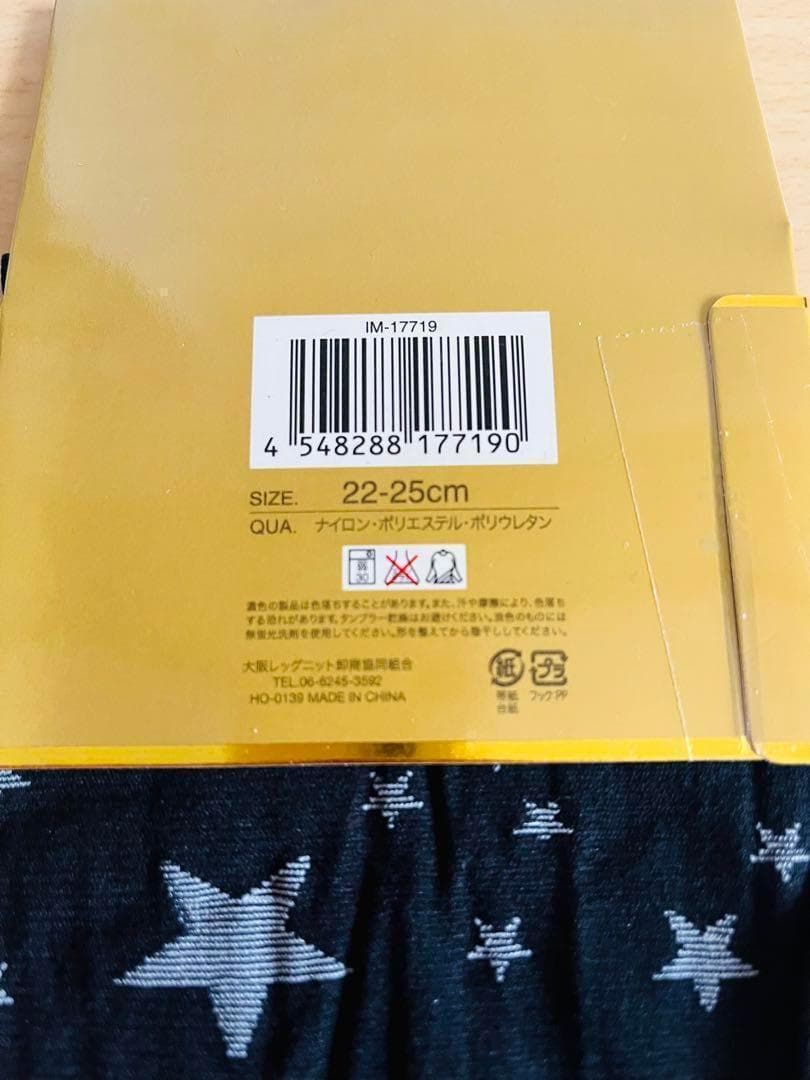 IM-17719
4 548288 177190
SIZE. 22-25cm
QUA. ナイロン・ポリエステル・ポリウレタン
30
濃色の製品は色落ちすることがあります。また、汗や摩擦により、色落ち
する恐れがあります。タンブラー乾燥はお避けください。淡色のものには
無蛍光洗剤を使用してください。形を整えてから陰干ししてください。
大阪レッグニット卸商協同組合
TEL.06-6245-3592
HO-0139 MADE IN CHINA
紙 プラ
帯紙 フック:PP
台紙